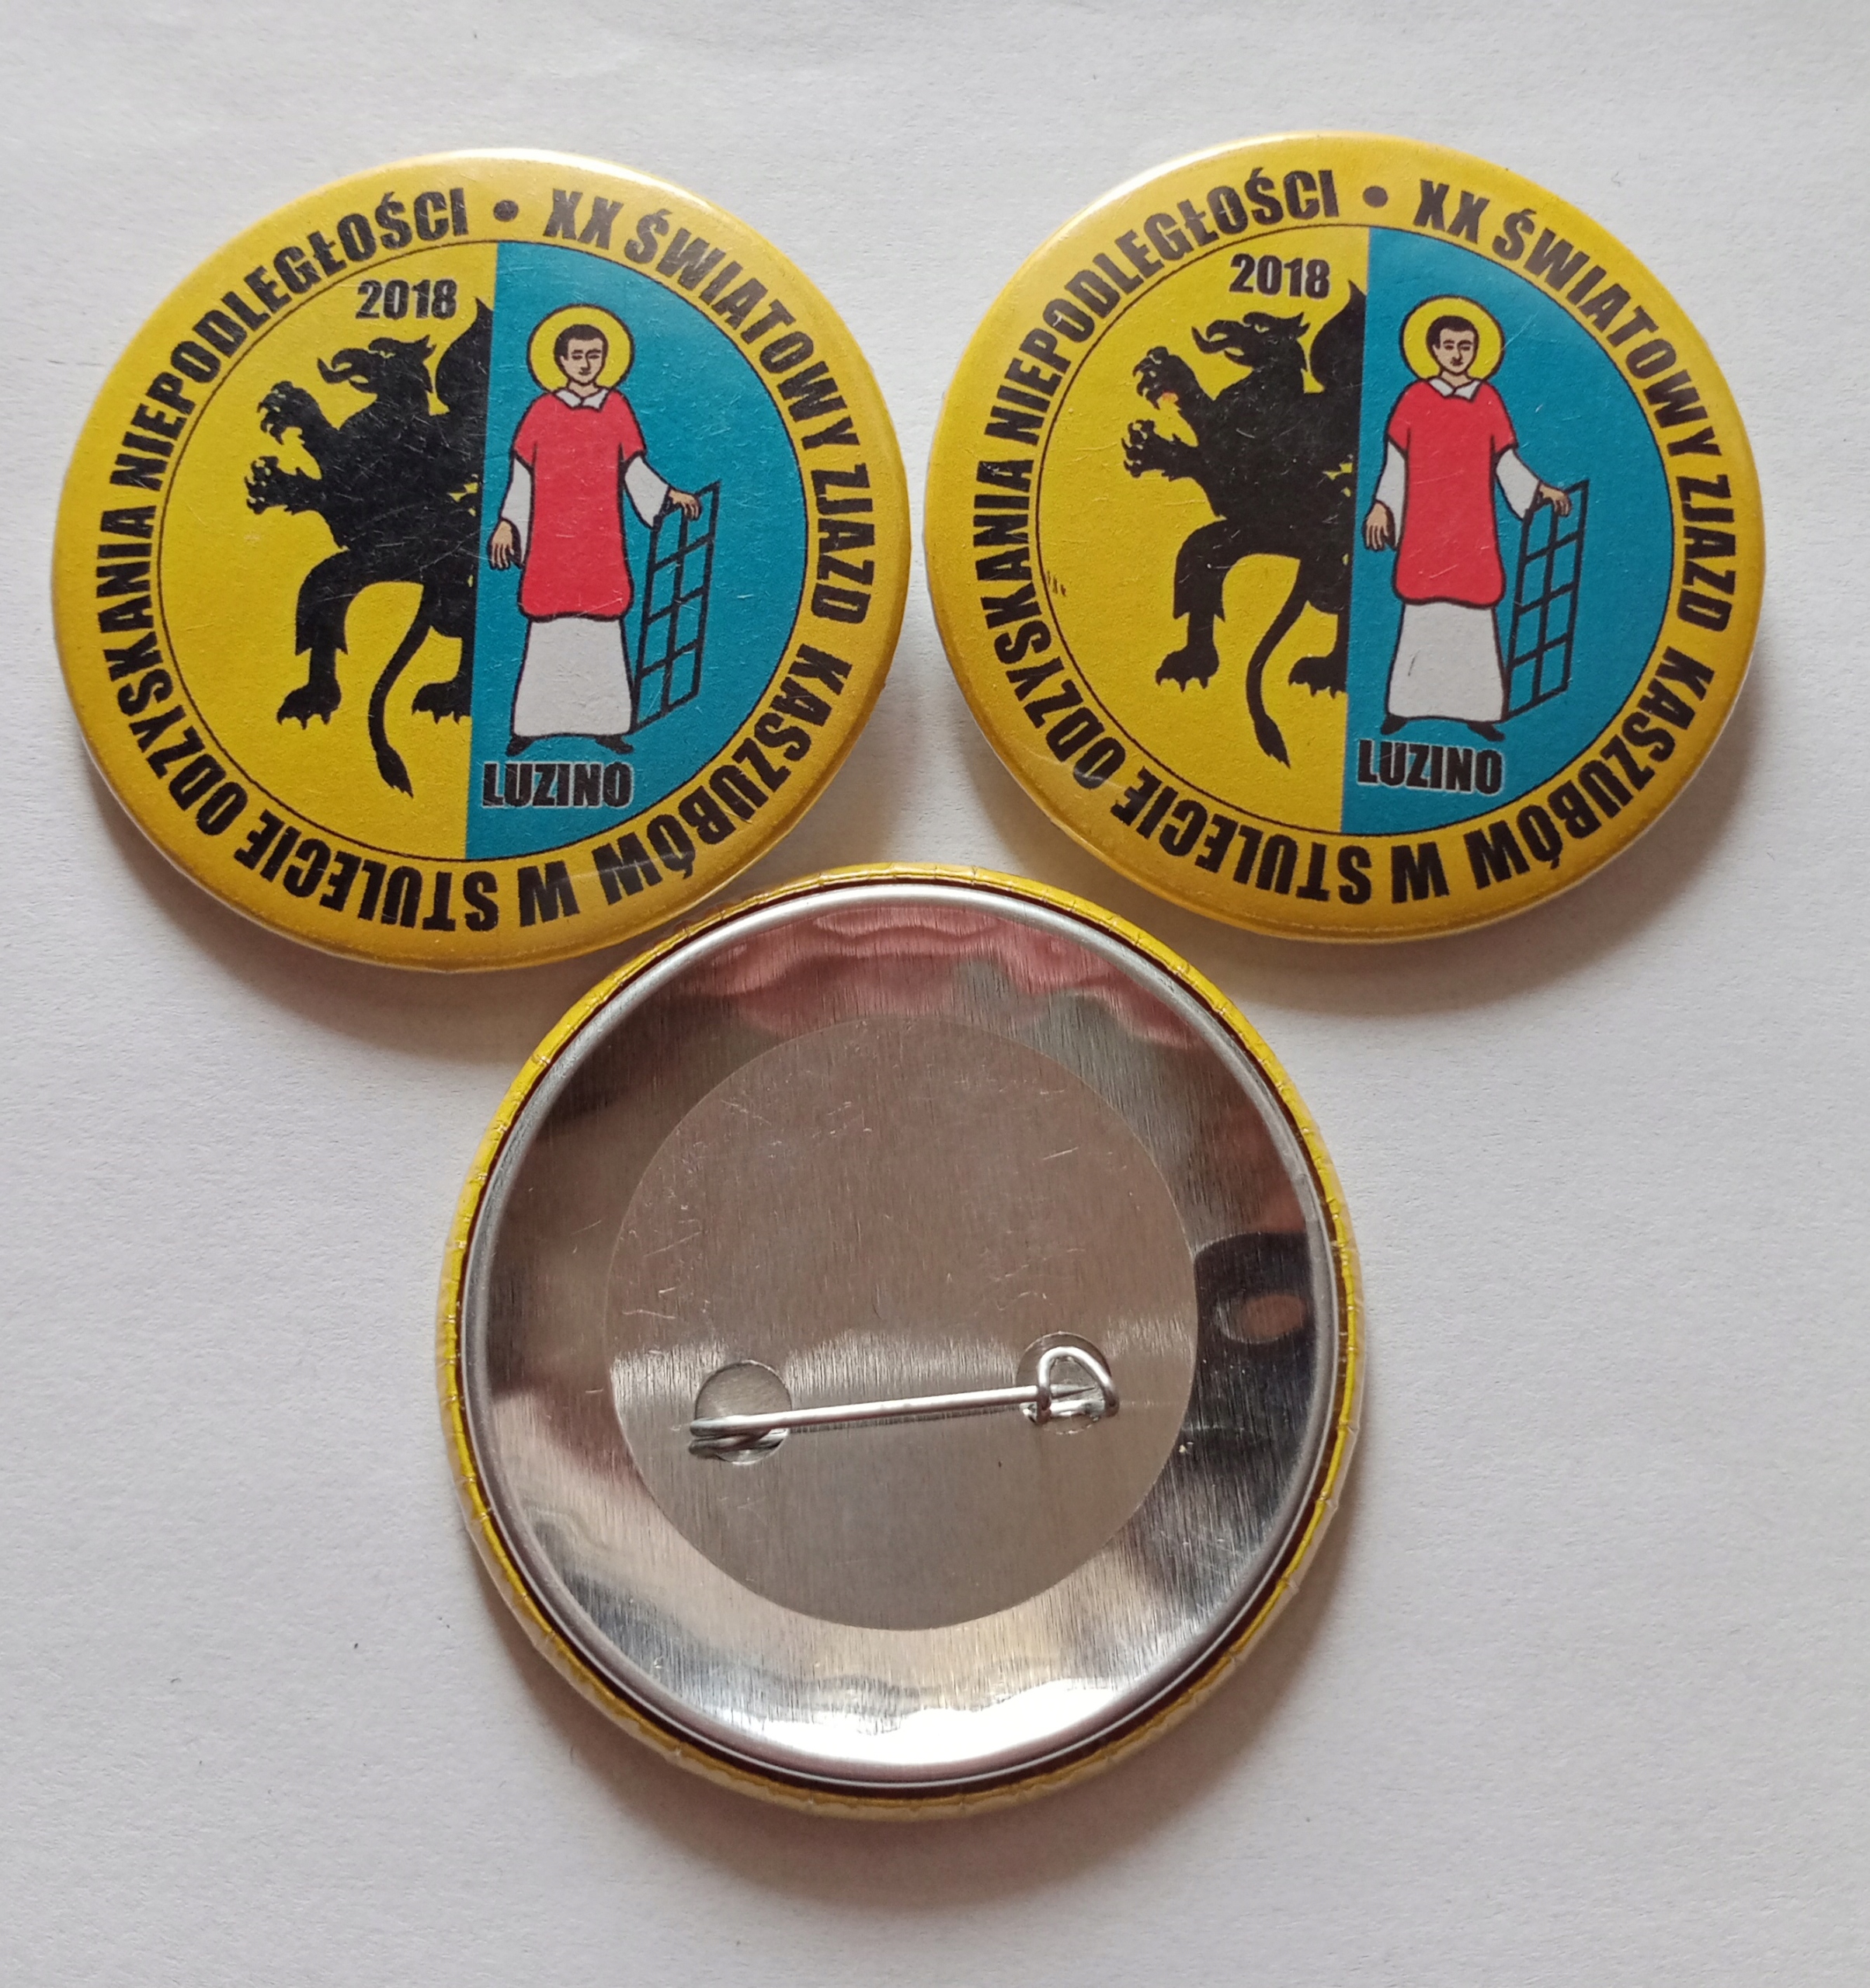 XX ŚWIATOWY ZJAZD KASZUBÓW W STULECIE ODZYSKANIA NIEPODLEGŁOŚCI •
2018
LUZINO
XX ŚWIATOWY ZJAZD KASZUBÓW W STULECIE ODZYSKANIA NIEPODLEGŁOŚCI •
2018
LUZINO